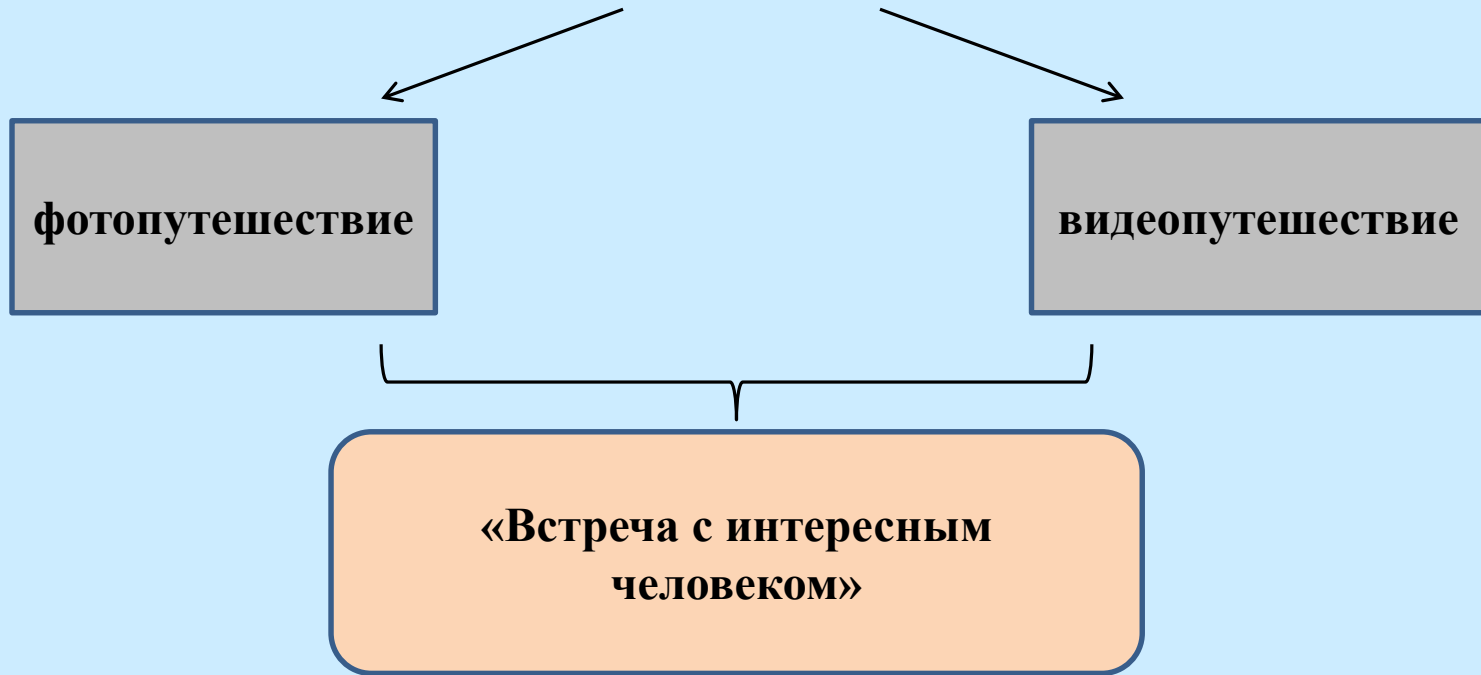 фотопутешествие
видеопутешествие
«Встреча с интересным
человеком»